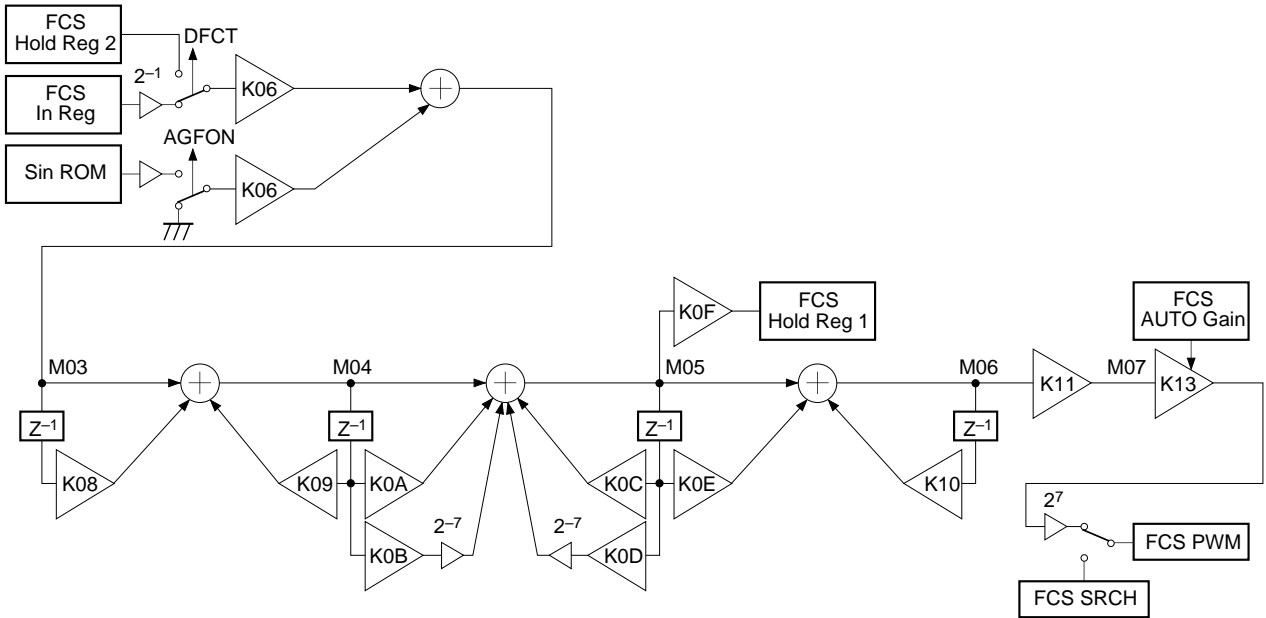 FCS
Hold Reg 2
DFCT
2–1
FCS
In Reg
K06
AGFON
Sin ROM
K06
K0F
FCS
Hold Reg 1
FCS
AUTO Gain
M03
M04
M05
M06
K11
M07
K13
Z–1
Z–1
Z–1
Z–1
K08
K09
K0A
K0C
K0E
K10
K0B
2–7
2–7
K0D
27
FCS PWM
FCS SRCH